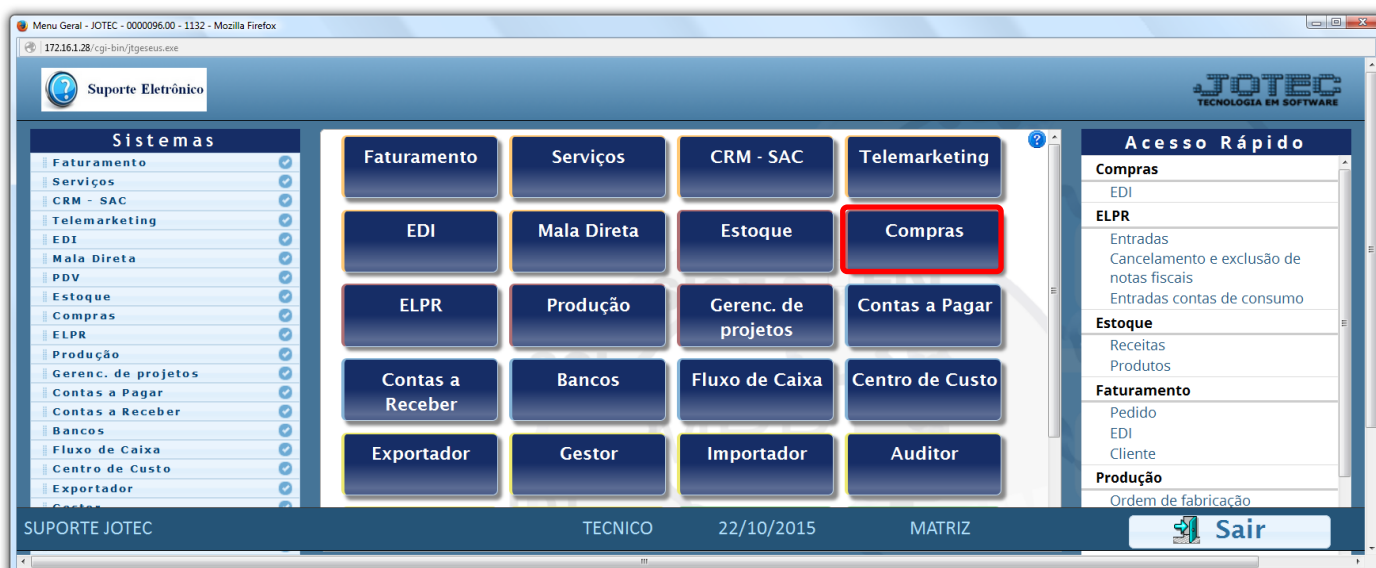 Menu Geral - JOTEC - 0000096.00 - 1132 - Mozilla Firefox
172.16.1.28/cgi-bin/jtgeseus.exe
Suporte Eletrônico
JOTEC
TECNOLOGIA EM SOFTWARE
Sistemas
Faturamento
Serviços
CRM - SAC
Telemarketing
EDI
Mala Direta
PDV
Estoque
Compras
ELPR
Produção
Gerenc. de projetos
Contas a Pagar
Contas a Receber
Bancos
Fluxo de Caixa
Centro de Custo
Exportador
Gestor
Faturamento
Serviços
CRM - SAC
Telemarketing
EDI
Mala Direta
Estoque
Compras
ELPR
Produção
Gerenc. de
projetos
Contas a Pagar
Contas a
Receber
Bancos
Fluxo de Caixa
Centro de Custo
Exportador
Gestor
Importador
Auditor
Acesso Rápido
Compras
EDI
ELPR
Entradas
Cancelamento e exclusão de
notas fiscais
Entradas contas de consumo
Estoque
Receitas
Produtos
Faturamento
Pedido
EDI
Cliente
Produção
Ordem de fabricação
SUPORTE JOTEC
TECNICO
22/10/2015
MATRIZ
Sair